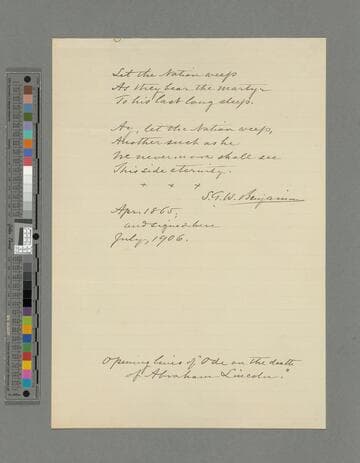 Let the Nation weep
As they bear the martyr
To his last long sleep.
Ay, let the Nation weep,
Another such as he
We nevermore shall see
This side eternity.
+ + +
S. G. W. Benjamin
Apr. 1865,
and signed here
July, 1906.
Opening lines of "Ode on the death
of Abraham Lincoln."